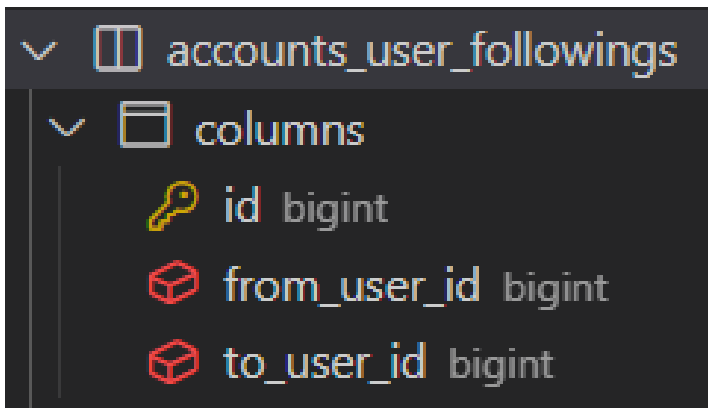 accounts_user_followings
columns
id bigint
from_user_id bigint
to_user_id bigint